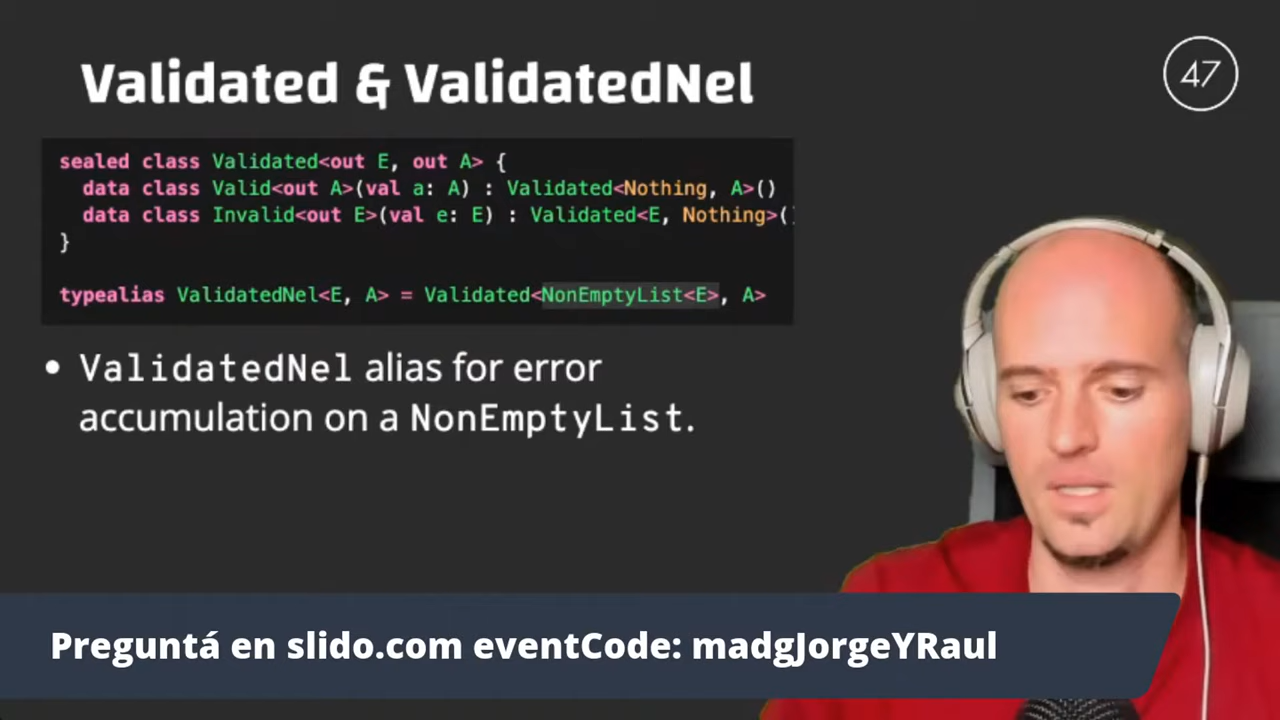 Validated & ValidatedNel
47
sealed class Validated<out E, out A> {
data class Valid<out A>(val a: A) : Validated<Nothing, A>()
data class Invalid<out E>(val e: E) : Validated<E, Nothing>()
}
typealias ValidatedNel<E, A> = Validated<NonEmptyList<E>, A>
• ValidatedNel alias for error
accumulation on a NonEmptyList.
Preguntá en slido.com eventCode: madgJorgeYRaul